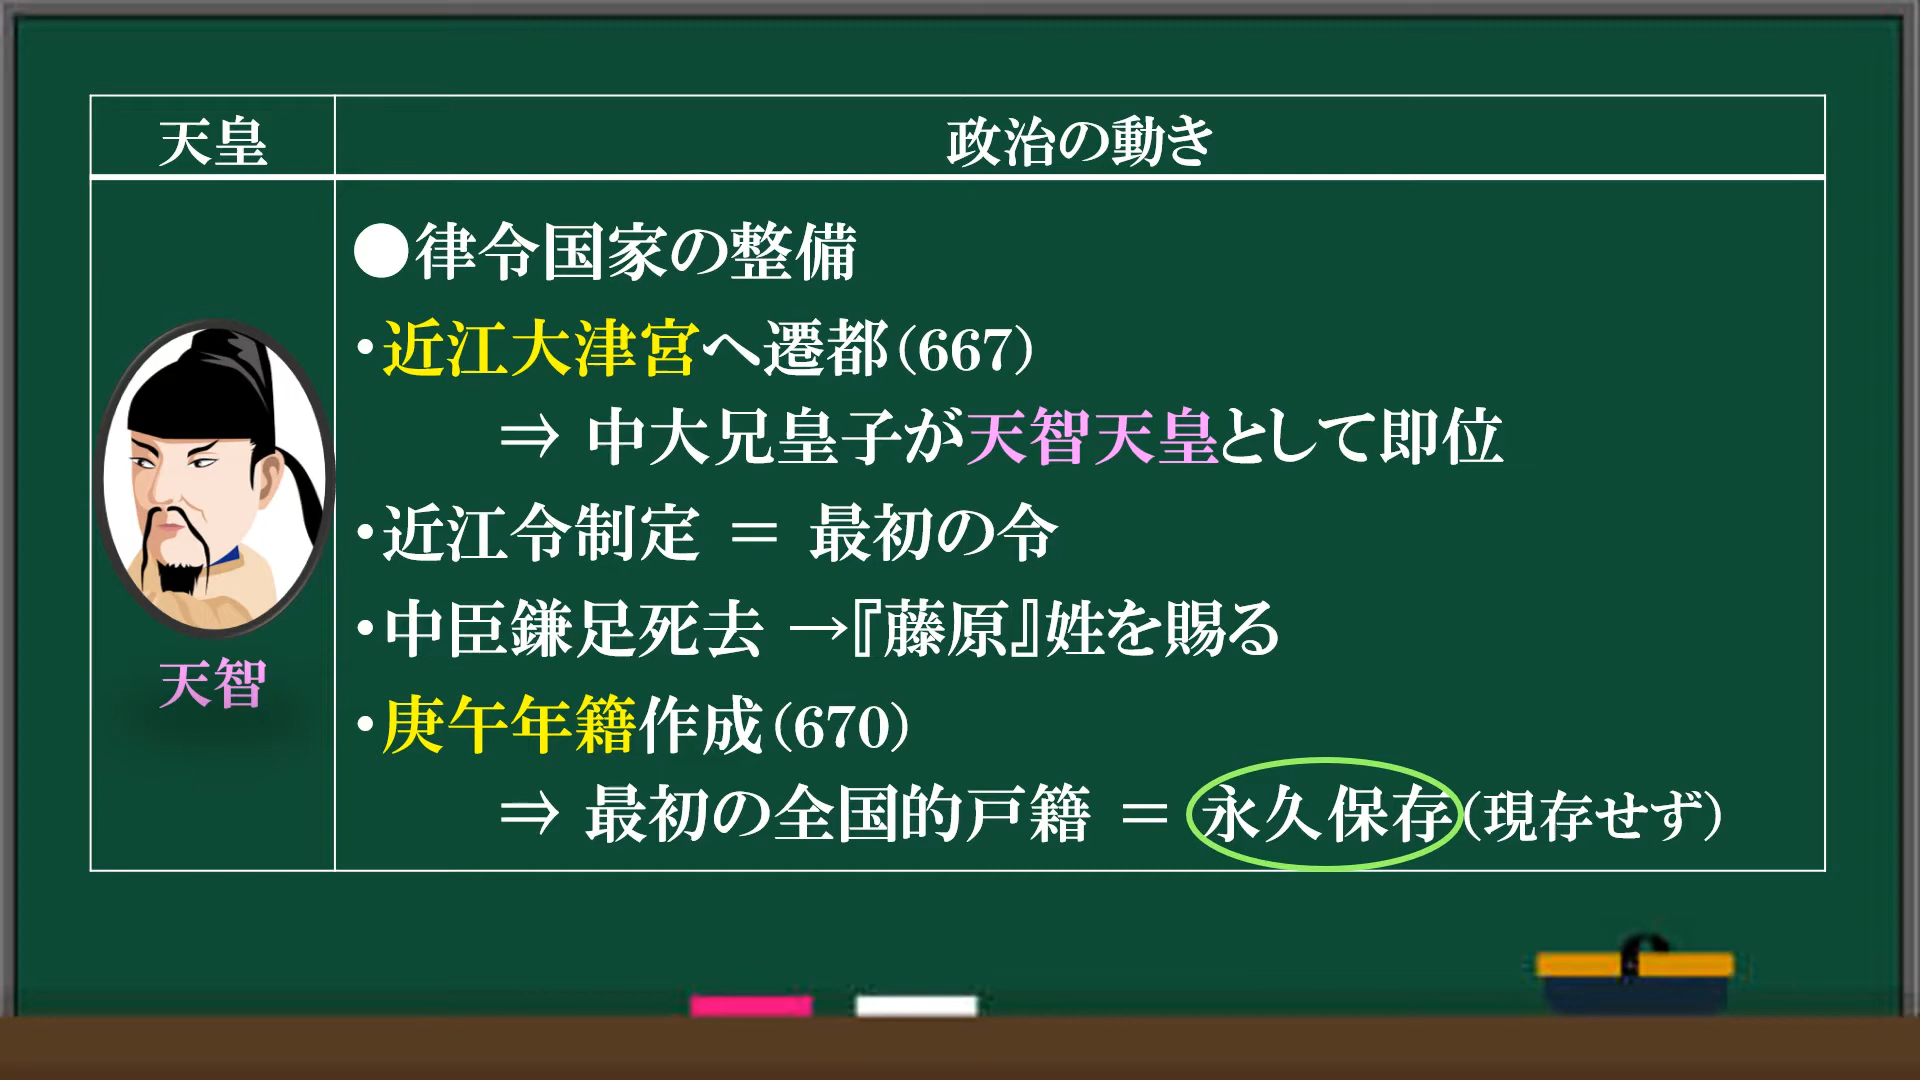 天皇
政治の動き
●律令国家の整備
・近江大津宮へ遷都(667)
⇒ 中大兄皇子が天智天皇として即位
・近江令制定 ＝ 最初の令
・中臣鎌足死去 →『藤原』姓を賜る
・庚午年籍作成(670)
⇒ 最初の全国的戸籍 ＝ 永久保存(現存せず)
天智